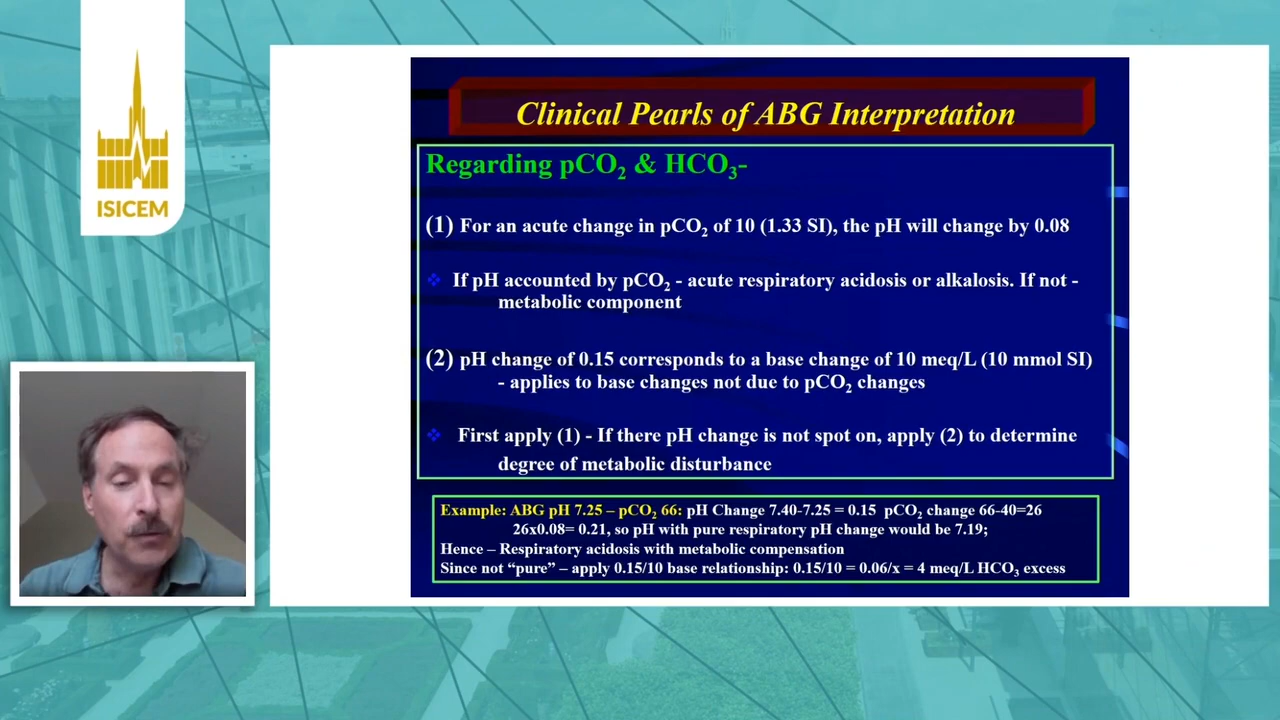 ISICEM
Clinical Pearls of ABG Interpretation
Regarding pCO₂ & HCO₃-
(1) For an acute change in pCO₂ of 10 (1.33 SI), the pH will change by 0.08
If pH accounted by pCO₂ - acute respiratory acidosis or alkalosis. If not -
metabolic component
(2) pH change of 0.15 corresponds to a base change of 10 meq/L (10 mmol SI)
- applies to base changes not due to pCO₂ changes
First apply (1) - If there pH change is not spot on, apply (2) to determine
degree of metabolic disturbance
Example: ABG pH 7.25 – pCO₂ 66: pH Change 7.40-7.25 = 0.15 pCO₂ change 66-40=26
26x0.08= 0.21, so pH with pure respiratory pH change would be 7.19;
Hence – Respiratory acidosis with metabolic compensation
Since not “pure” – apply 0.15/10 base relationship: 0.15/10 = 0.06/x = 4 meq/L HCO₃ excess